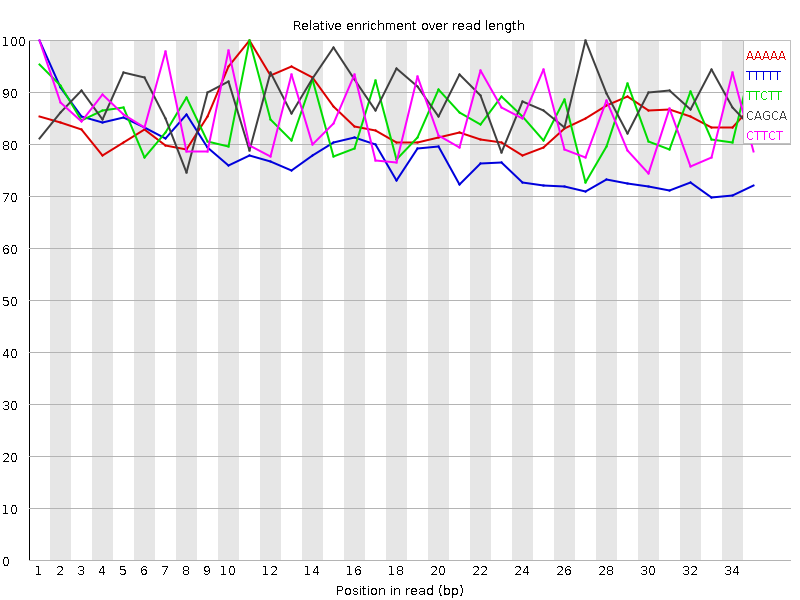 Relative enrichment over read length
100
90
80
70
60
50
40
30
20
10
0
AAAAA
TTTTT
TTCTT
CAGCA
CTTCT
1 2 3 4 5 6 7 8 9 10 12 14 16 18 20 22 24 26 28 30 32 34
Position in read (bp)